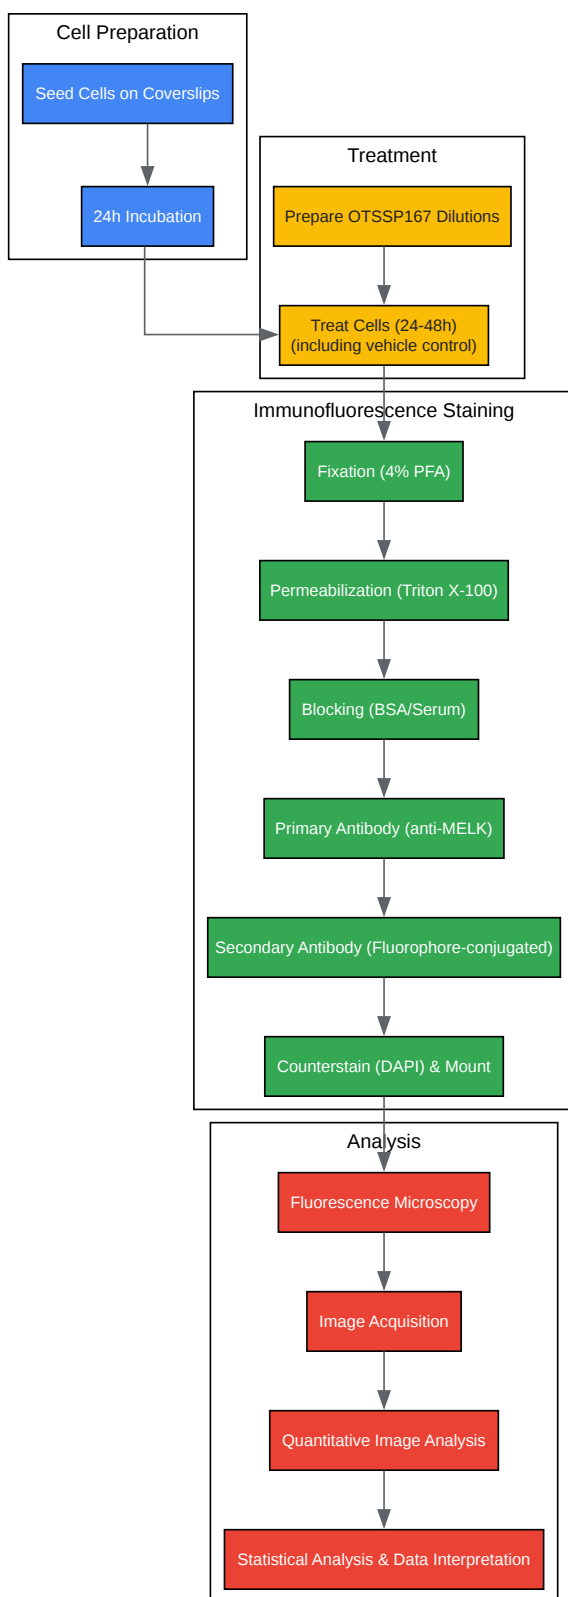 Cell Preparation
Seed Cells on Coverslips
24h Incubation
Treatment
Prepare OTSSP167 Dilutions
Treat Cells (24-48h)
(including vehicle control)
Immunofluorescence Staining
Fixation (4% PFA)
Permeabilization (Triton X-100)
Blocking (BSA/Serum)
Primary Antibody (anti-MELK)
Secondary Antibody (Fluorophore-conjugated)
Counterstain (DAPI) & Mount
Analysis
Fluorescence Microscopy
Image Acquisition
Quantitative Image Analysis
Statistical Analysis & Data Interpretation